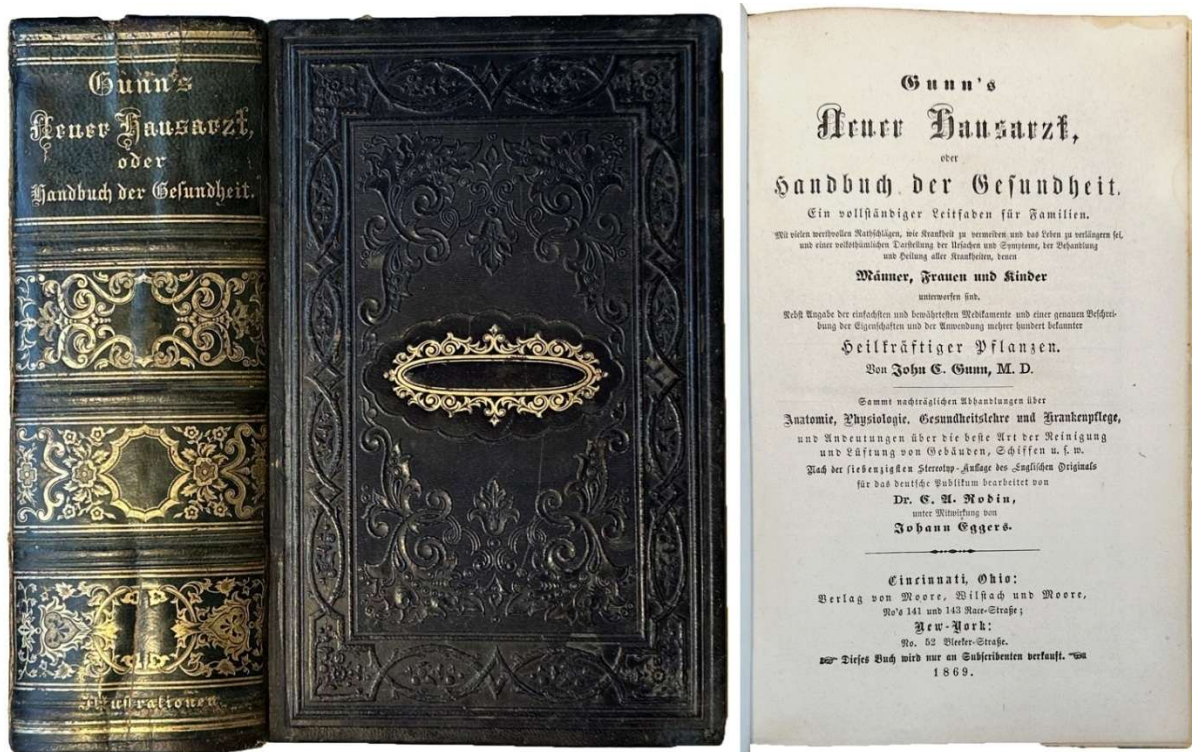 Gunn's
Neuer Hausarzt,
oder
Handbuch der Gesundheit.
Illustrationen
Gunn's
Neuer Hausarzt,
oder
Handbuch der Gesundheit.
Ein vollständiger Leitfaden für Familien.
Mit vielen werthvollen Rathschlägen, wie Krankheit zu vermeiden und das Leben zu verlängern sei,
und einer volksthümlichen Darstellung der Ursachen und Symptome, der Behandlung
und Heilung aller Krankheiten, denen
Männer, Frauen und Kinder
unterworfen sind.
Nebst Angabe der einfachsten und bewährtesten Medikamente und einer genauen Beschrei-
bung der Eigenschaften und der Anwendung mehrer hundert bekannter
Heilkräftiger Pflanzen.
Von John C. Gunn, M. D.
Sammt nachträglichen Abhandlungen über
Anatomie, Physiologie, Gesundheitslehre und Krankenpflege,
und Andeutungen über die beste Art der Reinigung
und Lüftung von Gebäuden, Schiffen u. s. w.
Nach der siebenzigsten Stereotyp-Auflage des Englischen Originals
für das deutsche Publikum bearbeitet von
Dr. C. A. Rodin,
unter Mitwirkung von
Johann Eggers.
Cincinnati, Ohio:
Verlag von Moore, Wilstach und Moore,
No's 141 und 143 Race-Straße;
New-York:
No. 52 Bleeker-Straße.
Dieses Buch wird nur an Subscribenten verkauft.
1869.